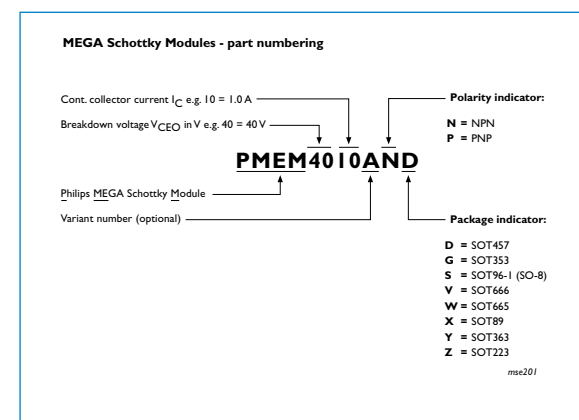 MEGA Schottky Modules - part numbering
Cont. collector current IC e.g. 10 = 1.0 A
Breakdown voltage VCEO in V e.g. 40 = 40 V
PMEM4010AND
Philips MEGA Schottky Module
Variant number (optional)
Polarity indicator:
N = NPN
P = PNP
Package indicator:
D = SOT457
G = SOT353
S = SOT96-1 (SO-8)
V = SOT666
W = SOT665
X = SOT89
Y = SOT363
Z = SOT223
mse201